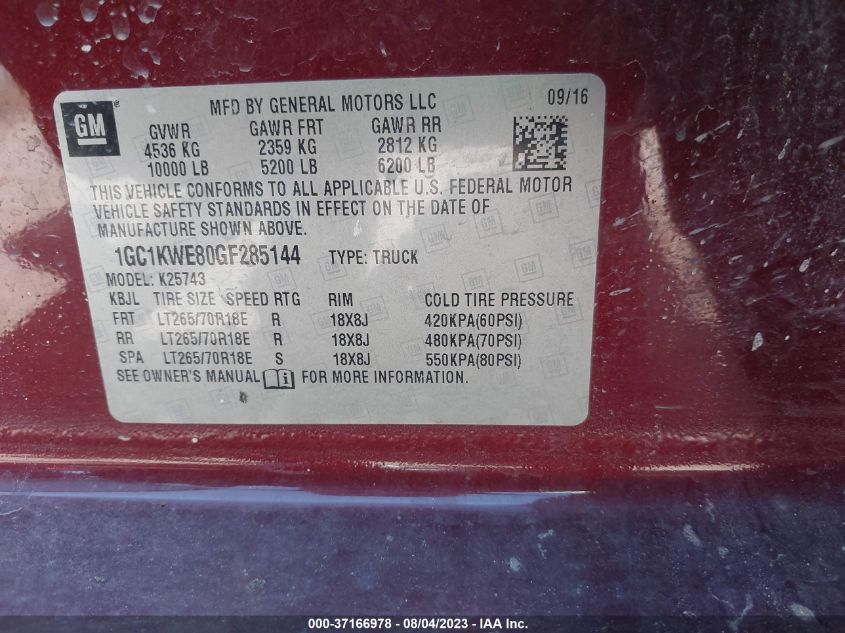 MFD BY GENERAL MOTORS LLC 09/16
GM ®
GVWR GAWR FRT GAWR RR
4536 KG 2359 KG 2812 KG
10000 LB 5200 LB 6200 LB
THIS VEHICLE CONFORMS TO ALL APPLICABLE U.S. FEDERAL MOTOR
VEHICLE SAFETY STANDARDS IN EFFECT ON THE DATE OF
MANUFACTURE SHOWN ABOVE.
1GC1KWE80GF285144 TYPE: TRUCK
MODEL: K25743
KBJL TIRE SIZE SPEED RTG RIM COLD TIRE PRESSURE
FRT LT265/70R18E R 18X8J 420KPA(60PSI)
RR LT265/70R18E R 18X8J 480KPA(70PSI)
SPA LT265/70R18E S 18X8J 550KPA(80PSI)
SEE OWNER'S MANUAL i FOR MORE INFORMATION.
000-37166978 - 08/04/2023 - IAA Inc.